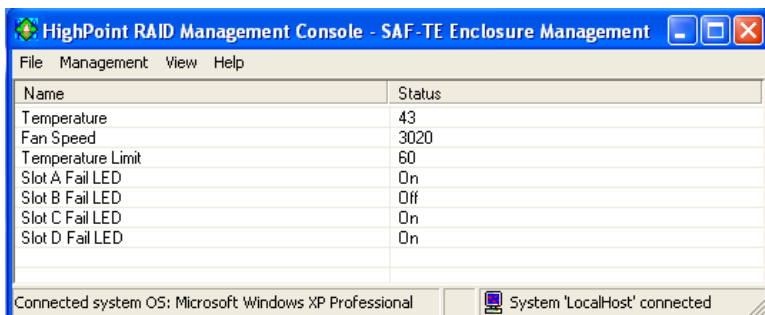 HighPoint RAID Management Console - SAF-TE Enclosure Management
File Management View Help
Name Status
Temperature 43
Fan Speed 3020
Temperature Limit 60
Slot A Fail LED On
Slot B Fail LED Off
Slot C Fail LED On
Slot D Fail LED On
Connected system OS: Microsoft Windows XP Professional System 'LocalHost' connected